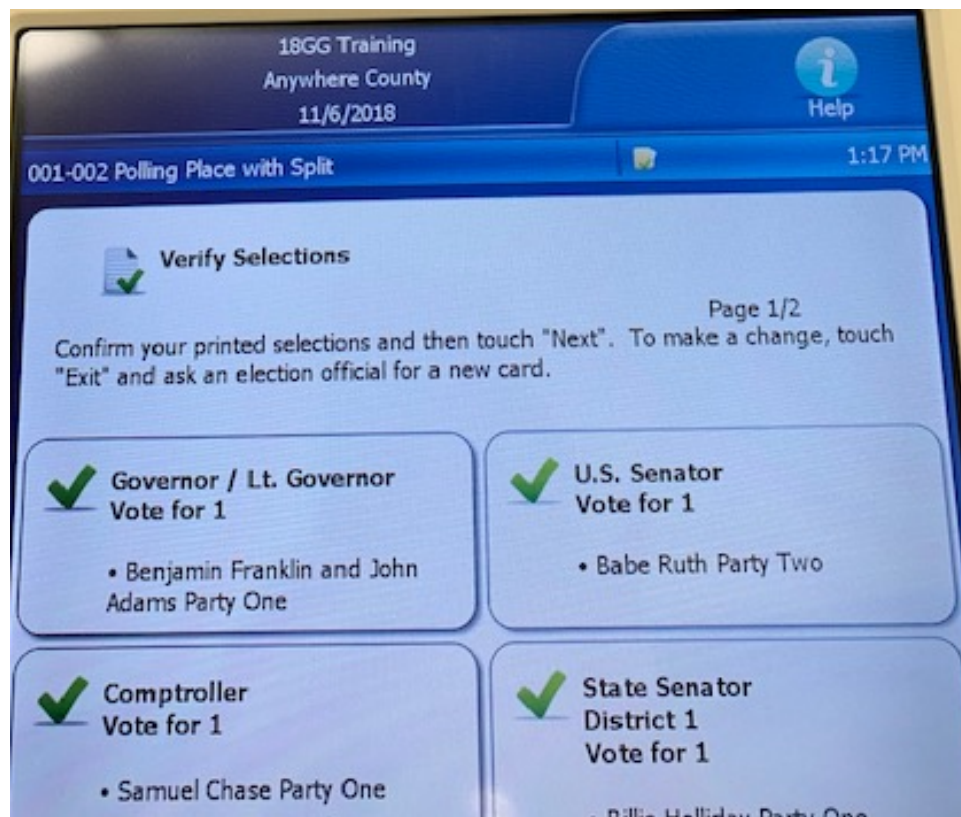 18GG Training
Anywhere County
11/6/2018
Help
001-002 Polling Place with Split
1:17 PM
Verify Selections
Page 1/2
Confirm your printed selections and then touch "Next". To make a change, touch
"Exit" and ask an election official for a new card.
Governor / Lt. Governor
Vote for 1
• Benjamin Franklin and John
Adams Party One
U.S. Senator
Vote for 1
• Babe Ruth Party Two
Comptroller
Vote for 1
• Samuel Chase Party One
State Senator
District 1
Vote for 1
• Billie Holliday Party One